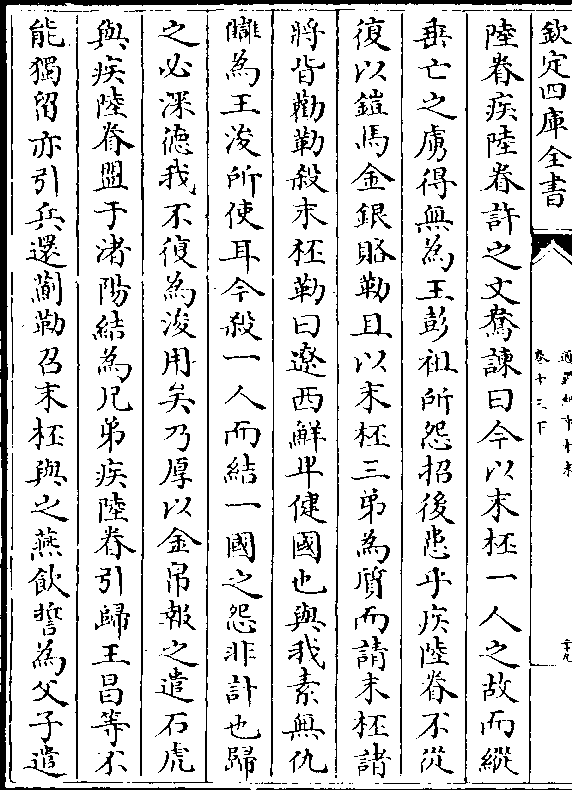 欽定四庫全書
卷十三下
陸眷疾陸眷許之文鴦諫曰今以末柸一人之故而縱
垂亡之虜得無為王彭祖所怨招後患乎疾陸眷不從
復以鎧馬金銀賂勒且以末柸三弟為質而請末柸諸
將皆勸勒殺末柸勒曰遼西鮮卑健國也與我素無仇
讎為王浚所使耳今殺一人而結一國之怨非計也歸
之必深德我不復為浚用矣乃厚以金帛報之遣石虎
與疾陸眷盟于渚陽結為兄弟疾陸眷引歸王昌等不
能獨留亦引兵還薊勒召末柸與之燕飲誓為父子遣